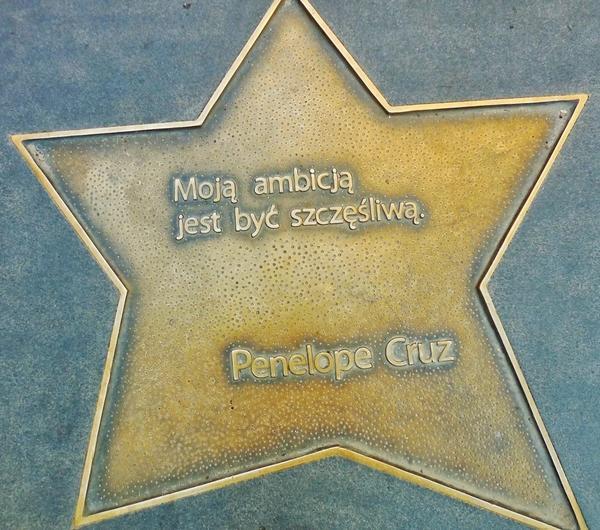 Moją ambicją
jest być szczęśliwą.
Penelope Cruz